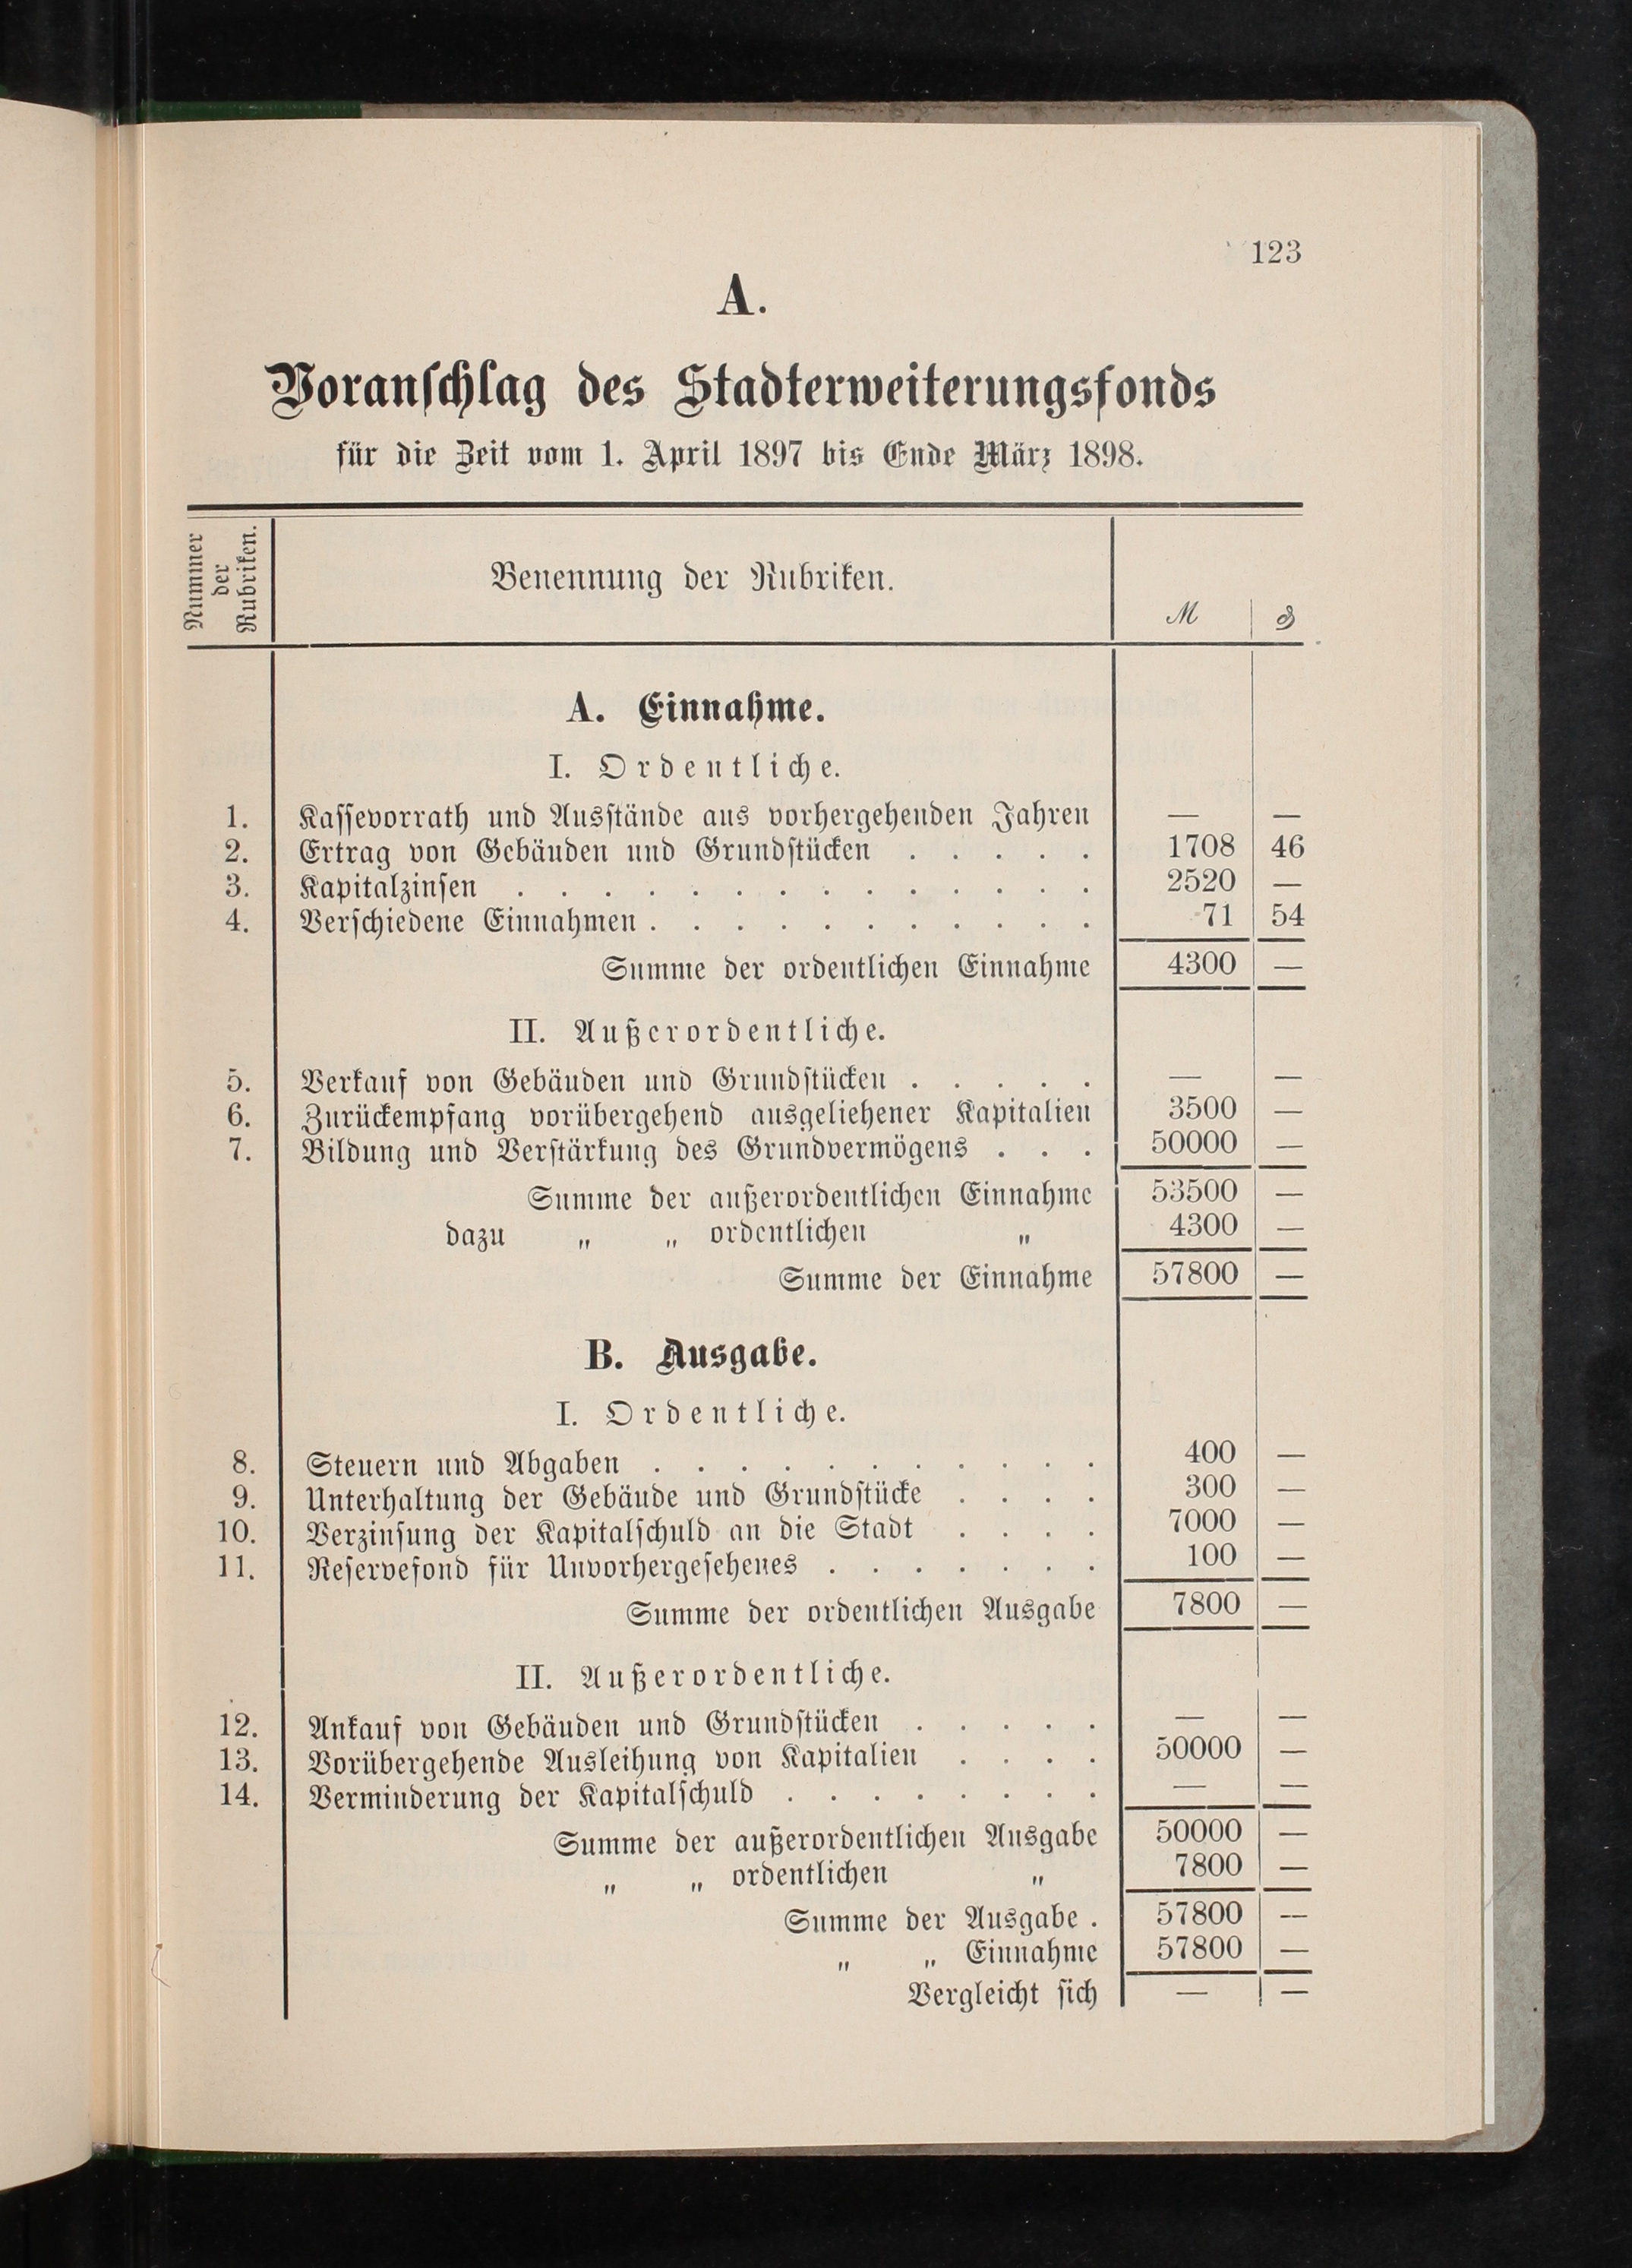 123
A.
Voranſchlag des Stadterweiterungsfonds
für die Zeit vom 1. April 1897 bis Ende März 1898.
Nummer
der
Rubriken.
Benennung der Rubriken.
ℳ ₰
A. Einnahme.
I. Ordentliche.
1. Kaſſevorrath und Ausſtände aus vorhergehenden Jahren — —
2. Ertrag von Gebäuden und Grundſtücken . . . . . 1708 46
3. Kapitalzinſen . . . . . . . . . . . . . . 2520 —
4. Verſchiedene Einnahmen . . . . . . . . . . . 71 54
Summe der ordentlichen Einnahme 4300 —
II. Außerordentliche.
5. Verkauf von Gebäuden und Grundſtücken . . . . . — —
6. Zurückempfang vorübergehend ausgeliehener Kapitalien 3500 —
7. Bildung und Verſtärkung des Grundvermögens . . . 50000 —
Summe der außerordentlichen Einnahme 53500 —
dazu „ „ ordentlichen „ 4300 —
Summe der Einnahme 57800 —
B. Ausgabe.
I. Ordentliche.
8. Steuern und Abgaben . . . . . . . . . . . 400 —
9. Unterhaltung der Gebäude und Grundſtücke . . . . 300 —
10. Verzinſung der Kapitalſchuld an die Stadt . . . . 7000 —
11. Reſervefond für Unvorhergeſehenes . . . . . . . 100 —
Summe der ordentlichen Ausgabe 7800 —
II. Außerordentliche.
12. Ankauf von Gebäuden und Grundſtücken . . . . . — —
13. Vorübergehende Ausleihung von Kapitalien . . . . 50000 —
14. Verminderung der Kapitalſchuld . . . . . . . . — —
Summe der außerordentlichen Ausgabe 50000 —
„ „ ordentlichen „ 7800 —
Summe der Ausgabe . 57800 —
„ „ Einnahme 57800 —
Vergleicht ſich — —